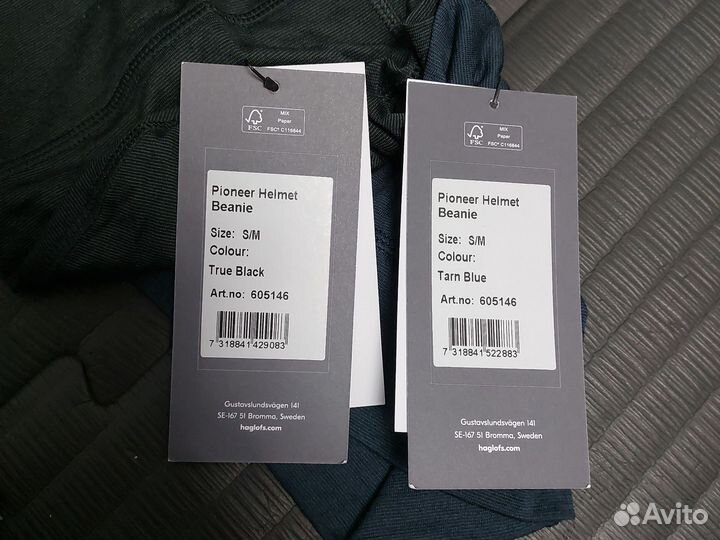 MIX
Paper
FSC
FSC® C116644
Pioneer Helmet
Beanie
Size: S/M
Colour:
True Black
Art.no: 605146
7 318841 429083
Gustavslundsvägen 141
SE-167 51 Bromma, Sweden
haglofs.com
MIX
Paper
FSC
FSC® C116644
Pioneer Helmet
Beanie
Size: S/M
Colour:
Tarn Blue
Art.no: 605146
7 318841 522883
Gustavslundsvägen 141
SE-167 51 Bromma, Sweden
haglofs.com
Avito